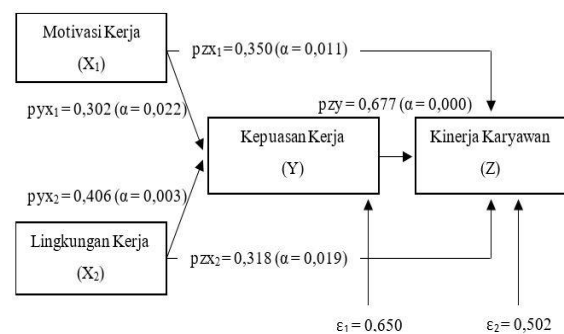 Motivasi Kerja
(X₁)
pzx₁= 0,350 (α = 0,011)
pyx₁= 0,302 (α = 0,022)
pzy = 0,677 (α = 0,000)
Kepuasan Kerja
(Y)
Kinerja Karyawan
(Z)
pyx₂= 0,406 (α = 0,003)
Lingkungan Kerja
(X₂)
pzx₂= 0,318 (α = 0,019)
ε₁ = 0,650
ε₂ = 0,502